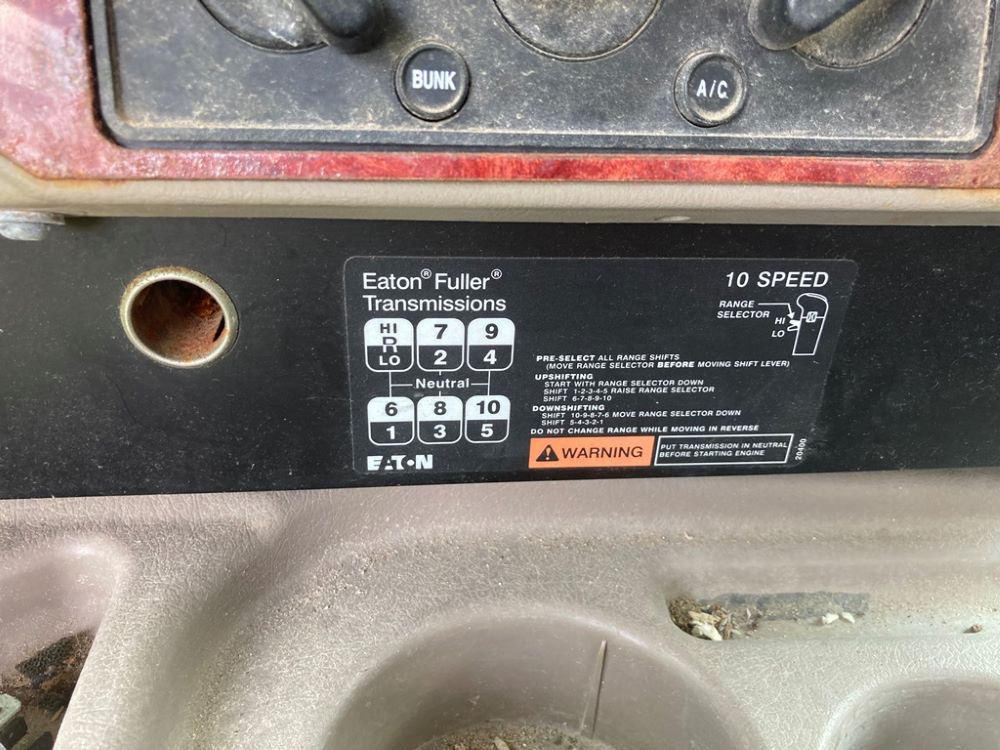 BUNK
A/C
Eaton® Fuller®
Transmissions
10 SPEED
RANGE
SELECTOR
HI
LO
HI 7 9
R
LO 2 4
Neutral
6 8 10
1 3 5
EATON
PRE-SELECT ALL RANGE SHIFTS
(MOVE RANGE SELECTOR BEFORE MOVING SHIFT LEVER)
UPSHIFTING
START WITH RANGE SELECTOR DOWN
SHIFT 1-2-3-4-5 RAISE RANGE SELECTOR
SHIFT 6-7-8-9-10
DOWNSHIFTING
SHIFT 10-9-8-7-6 MOVE RANGE SELECTOR DOWN
SHIFT 5-4-3-2-1
DO NOT CHANGE RANGE WHILE MOVING IN REVERSE
WARNING
PUT TRANSMISSION IN NEUTRAL
BEFORE STARTING ENGINE
20400